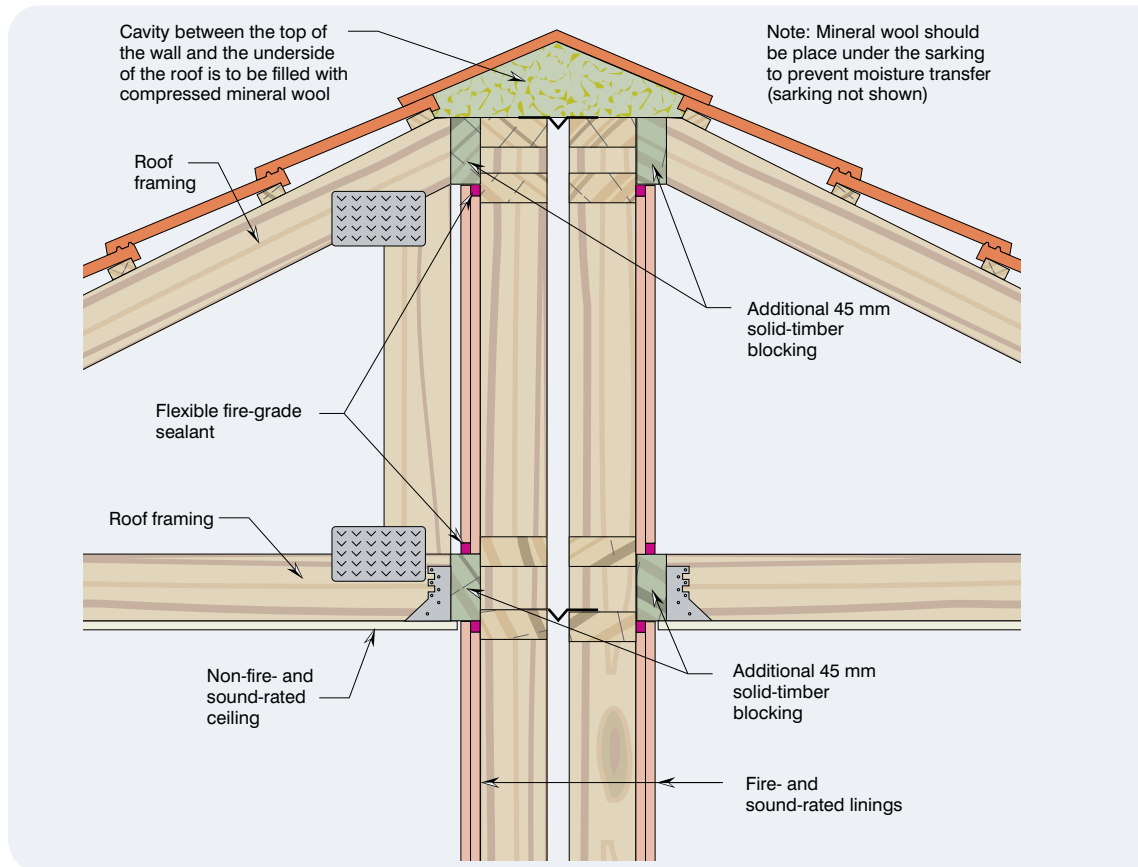 Cavity between the top of
the wall and the underside
of the roof is to be filled with
compressed mineral wool
Note: Mineral wool should
be place under the sarking
to prevent moisture transfer
(sarking not shown)
Roof
framing
Additional 45 mm
solid-timber
blocking
Flexible fire-grade
sealant
Roof framing
Non-fire- and
sound-rated
ceiling
Additional 45 mm
solid-timber
blocking
Fire- and
sound-rated linings